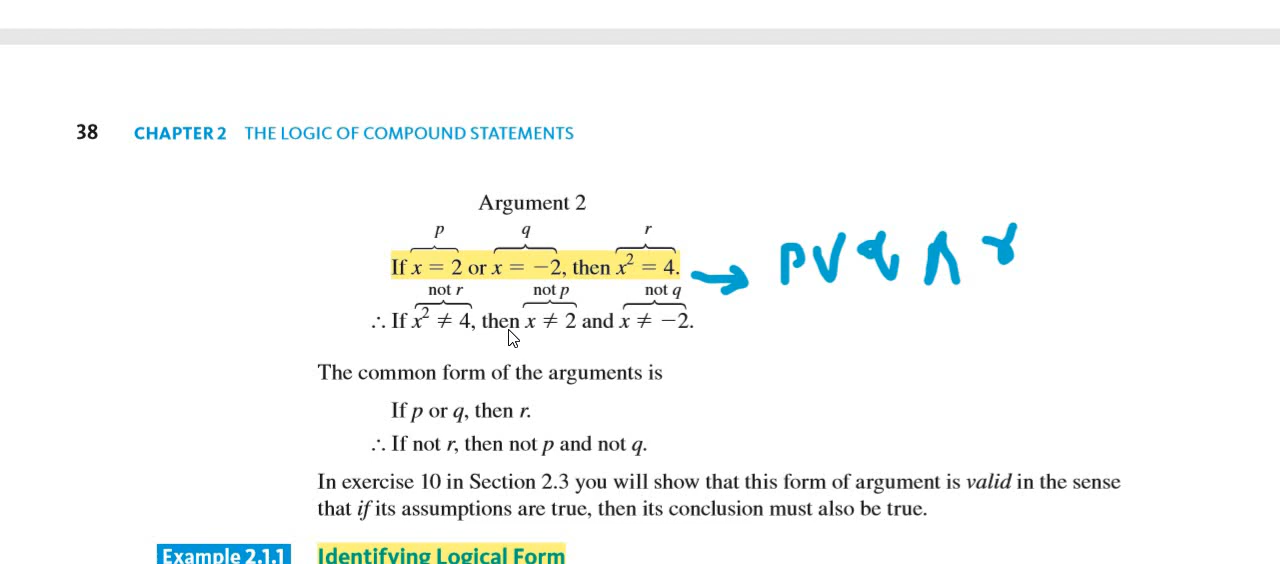 38 CHAPTER 2 THE LOGIC OF COMPOUND STATEMENTS
Argument 2
p q r
If x = 2 or x = −2, then x² = 4. → p ∨ q ∧ r
not r not p not q
∴ If x² ≠ 4, then x ≠ 2 and x ≠ −2.
The common form of the arguments is
If p or q, then r.
∴ If not r, then not p and not q.
In exercise 10 in Section 2.3 you will show that this form of argument is valid in the sense
that if its assumptions are true, then its conclusion must also be true.
Example 2.1.1 Identifying Logical Form